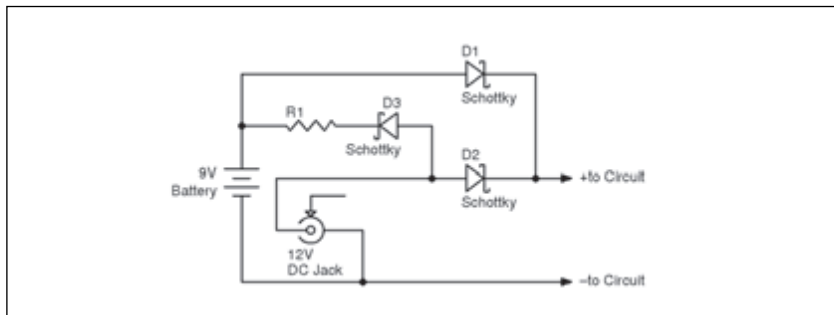 D1
Schottky
R1
D3
Schottky
D2
Schottky
9V
Battery
+to Circuit
12V
DC Jack
–to Circuit